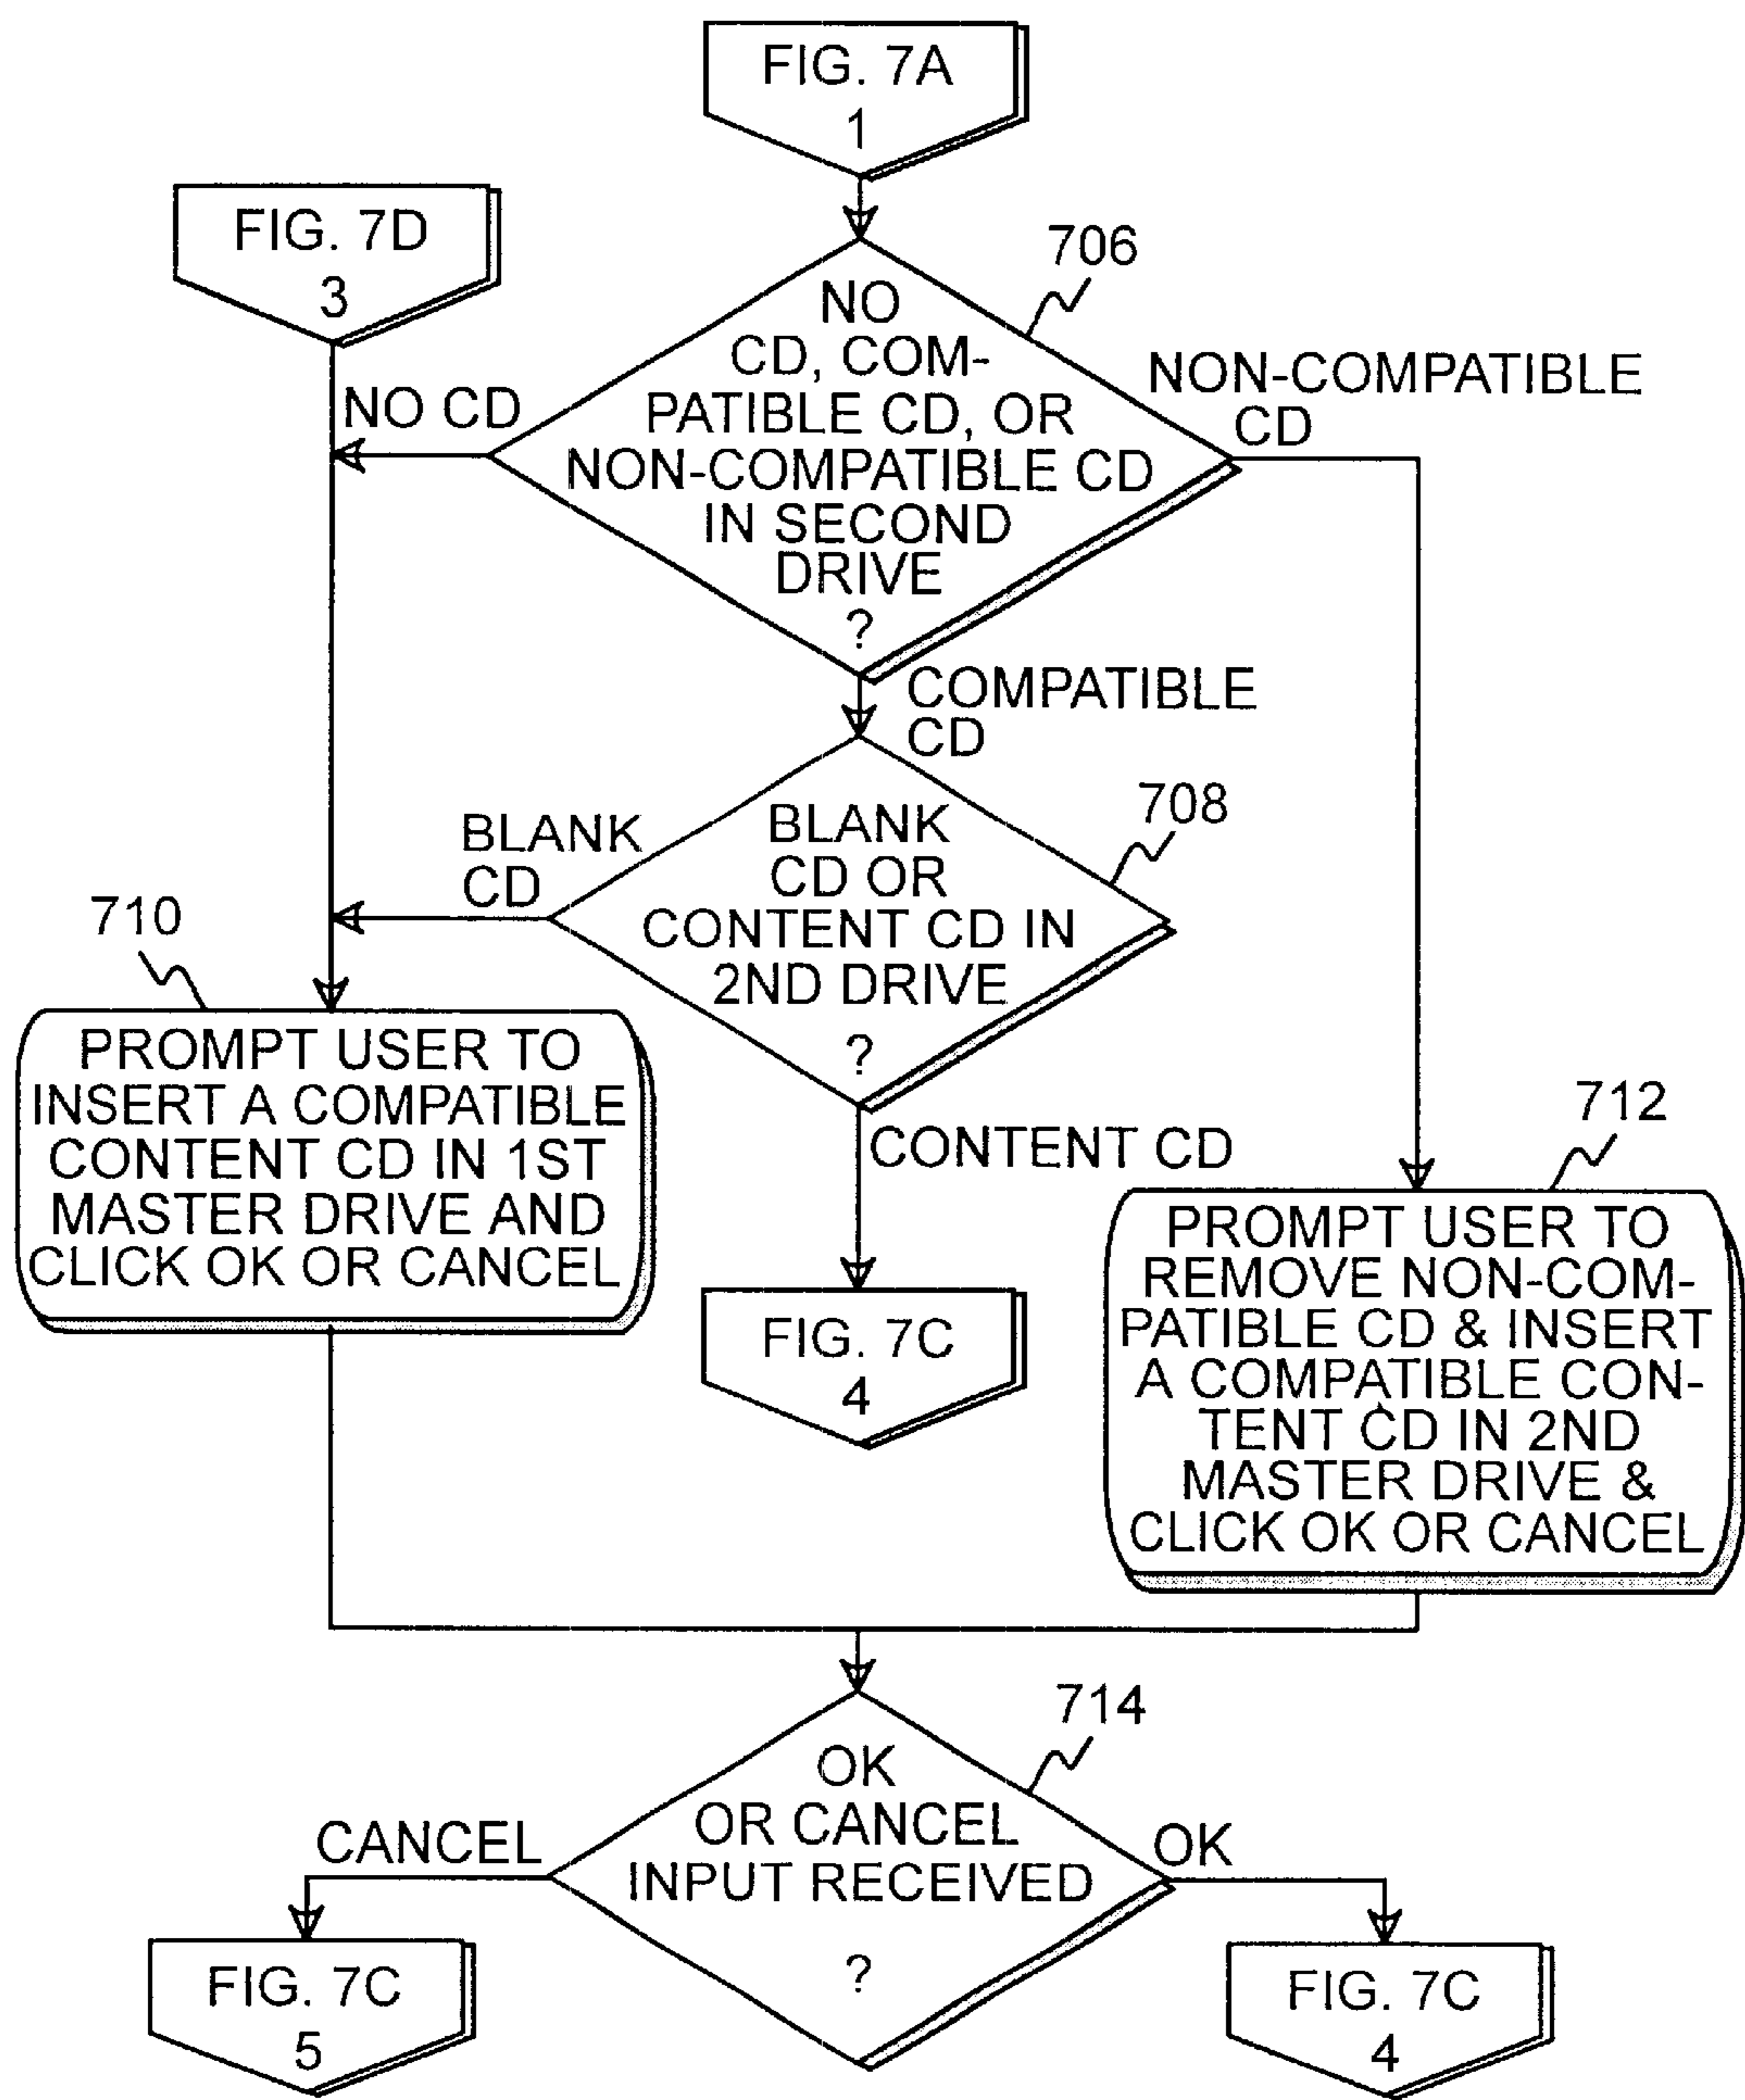 FIG. 7A
1
FIG. 7D
3
706
NO
CD, COM-
PATIBLE CD, OR
NON-COMPATIBLE CD
IN SECOND
DRIVE
?
NO CD
NON-COMPATIBLE
CD
COMPATIBLE
CD
708
BLANK
CD OR
CONTENT CD IN
2ND DRIVE
?
BLANK
CD
710
PROMPT USER TO
INSERT A COMPATIBLE
CONTENT CD IN 1ST
MASTER DRIVE AND
CLICK OK OR CANCEL
CONTENT CD
FIG. 7C
4
712
PROMPT USER TO
REMOVE NON-COM-
PATIBLE CD & INSERT
A COMPATIBLE CON-
TENT CD IN 2ND
MASTER DRIVE &
CLICK OK OR CANCEL
714
OK
OR CANCEL
INPUT RECEIVED
?
CANCEL
OK
FIG. 7C
5
FIG. 7C
4